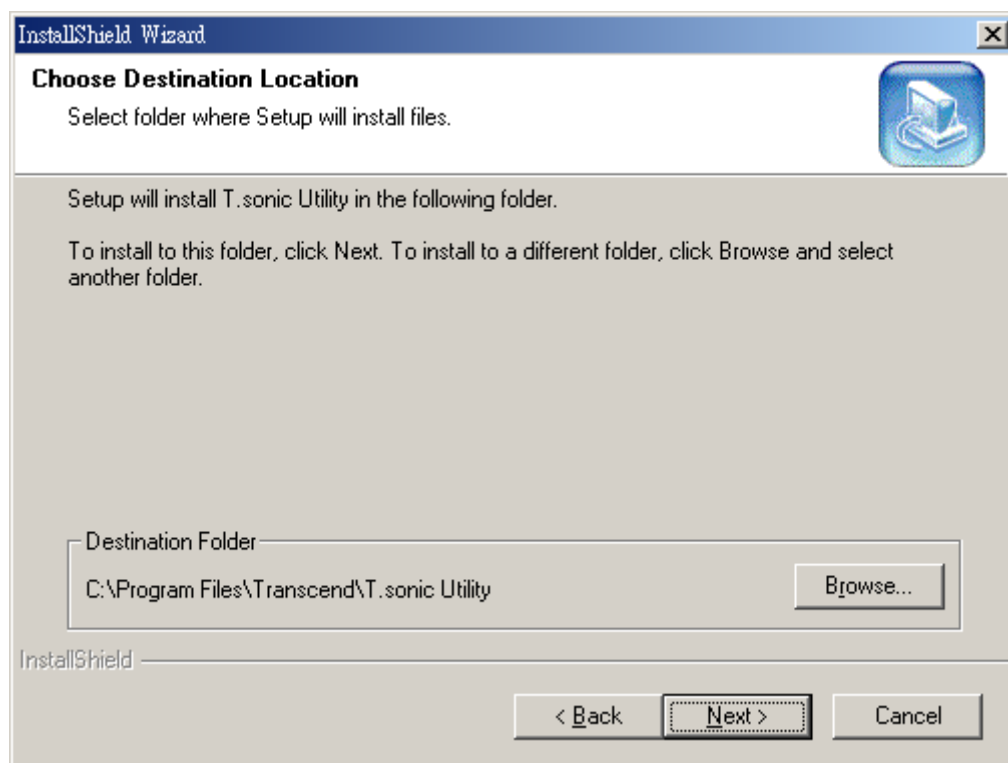 InstallShield Wizard
Choose Destination Location
Select folder where Setup will install files.
Setup will install T.sonic Utility in the following folder.
To install to this folder, click Next. To install to a different folder, click Browse and select
another folder.
Destination Folder
C:\Program Files\Transcend\T.sonic Utility
Browse...
InstallShield
< Back
Next >
Cancel